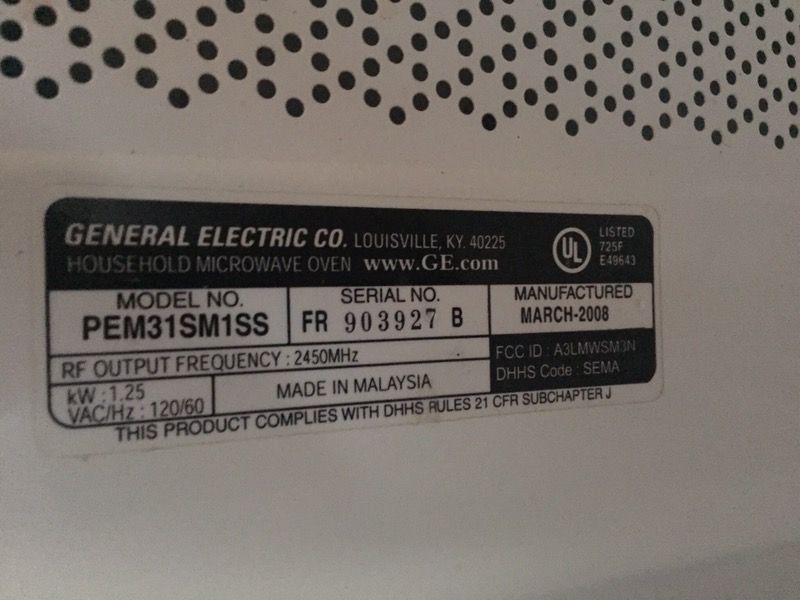 GENERAL ELECTRIC CO. LOUISVILLE, KY. 40225
HOUSEHOLD MICROWAVE OVEN www.GE.com
UL
LISTED
725F
E49643
MODEL NO.
PEM31SM1SS
SERIAL NO.
FR 903927 B
MANUFACTURED
MARCH-2008
RF OUTPUT FREQUENCY : 2450MHz
FCC ID : A3LMWSM3N
DHHS Code : SEMA
kW : 1.25
VAC/Hz : 120/60
MADE IN MALAYSIA
THIS PRODUCT COMPLIES WITH DHHS RULES 21 CFR SUBCHAPTER J